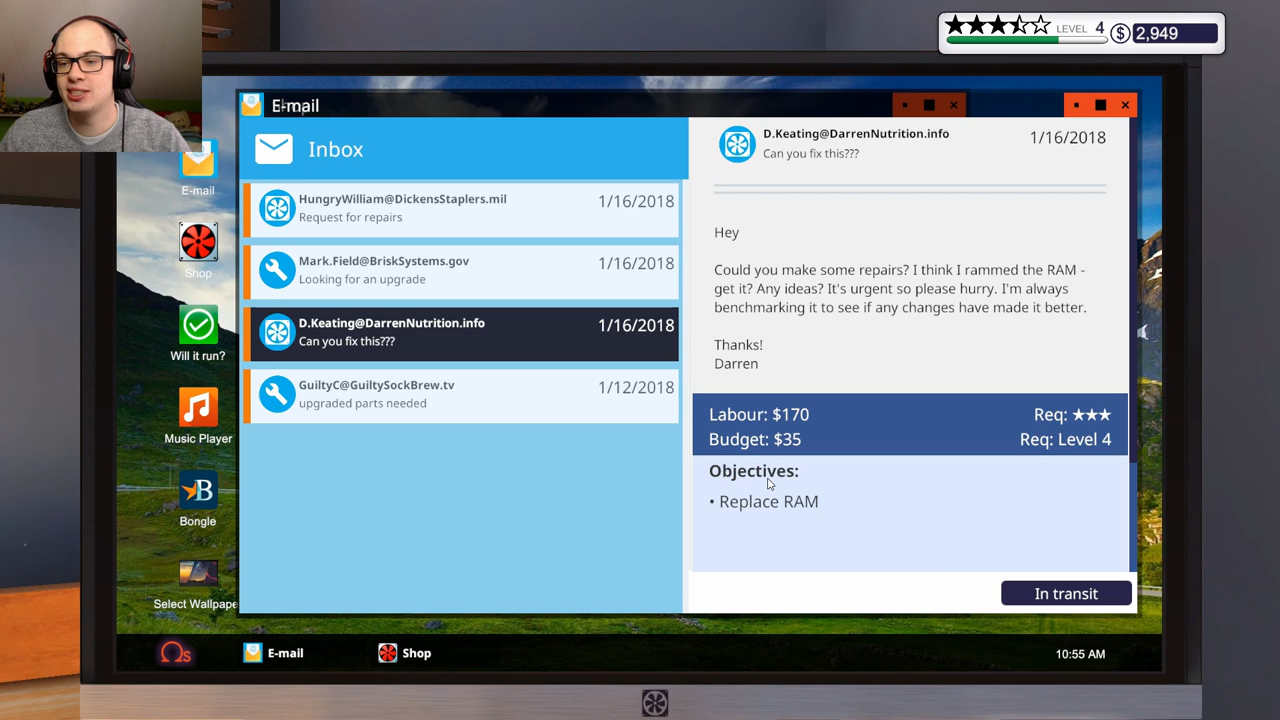 ★★★⯪☆ LEVEL 4 $ 2,949
E-mail
Inbox
HungryWilliam@DickensStaplers.mil 1/16/2018
Request for repairs
Mark.Field@BriskSystems.gov 1/16/2018
Looking for an upgrade
D.Keating@DarrenNutrition.info 1/16/2018
Can you fix this???
GuiltyC@GuiltySockBrew.tv 1/12/2018
upgraded parts needed
D.Keating@DarrenNutrition.info 1/16/2018
Can you fix this???
Hey
Could you make some repairs? I think I rammed the RAM -
get it? Any ideas? It's urgent so please hurry. I'm always
benchmarking it to see if any changes have made it better.
Thanks!
Darren
Labour: $170 Req: ★★★
Budget: $35 Req: Level 4
Objectives:
• Replace RAM
In transit
E-mail
Shop
Will it run?
Music Player
B
Bongle
Select Wallpape
Ωs E-mail Shop 10:55 AM